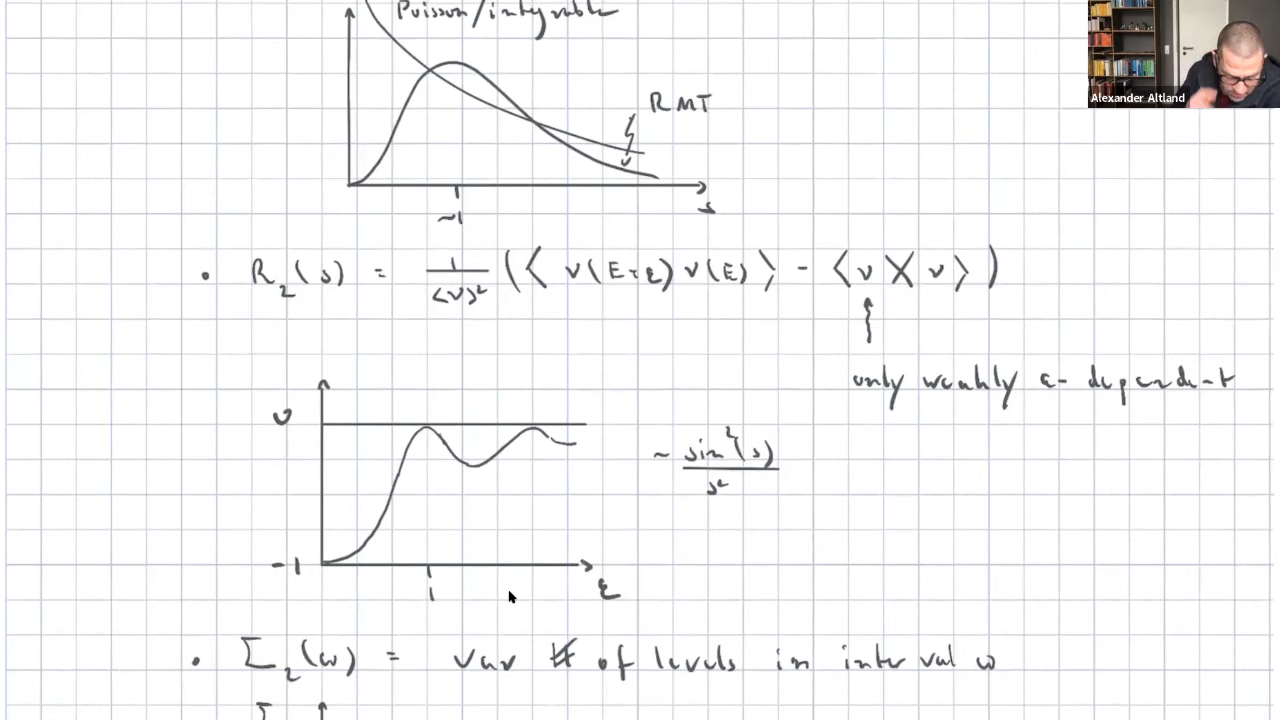 Poisson/integrable
Alexander Altland
RMT
s
~1
• R₂(s) = 1/<ν>² (⟨ν(E+ε) ν(E)⟩ - ⟨ν⟩⟨ν⟩)
only weakly ε-dependent
0
~ sin²(s)/s²
-1
1
ε
• Σ₂(ω) = var # of levels in interval ω
Σ